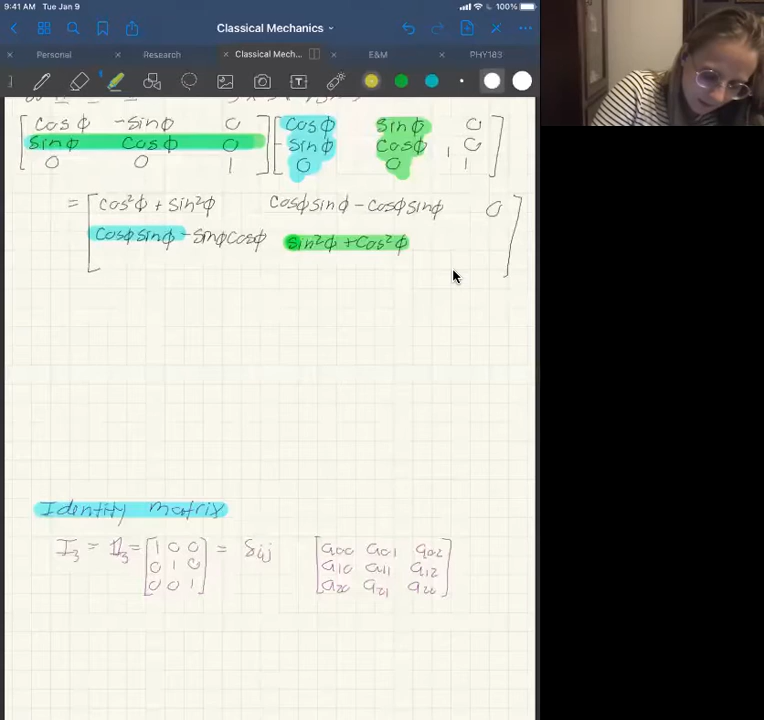 9:41 AM Tue Jan 9 100%
Classical Mechanics
Personal Research Classical Mech... E&M PHY183
[cos φ -sin φ 0] [cos φ sin φ 0]
[sin φ cos φ 0] [-sin φ cos φ 0]
[0 0 1] [0 0 1]
= [cos²φ + sin²φ cosφ sinφ - cosφ sinφ 0]
[cosφ sinφ - sinφ cosφ sin²φ + cos²φ]
Identity matrix
I₃ = 𝟙₃ = [1 0 0; 0 1 0; 0 0 1] = δij [a00 a01 a02; a10 a11 a12; a20 a21 a22]